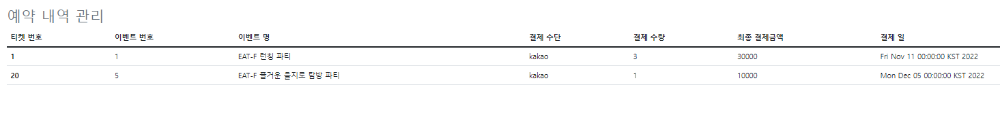 예약 내역 관리
티켓 번호 이벤트 번호 이벤트 명 결제 수단 결제 수량 최종 결제금액 결제 일
1 1 EAT-F 런칭 파티 kakao 3 30000 Fri Nov 11 00:00:00 KST 2022
20 5 EAT-F 즐거운 을지로 탐방 파티 kakao 1 10000 Mon Dec 05 00:00:00 KST 2022